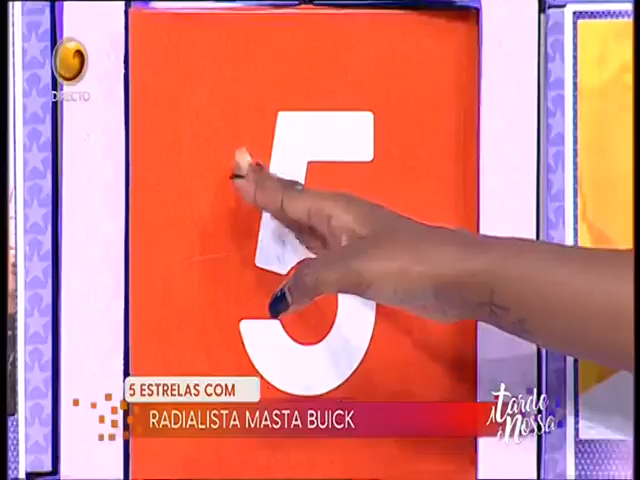 DIRECTO
5
5 ESTRELAS COM
RADIALISTA MASTA BUICK
A tarde
é Nossa